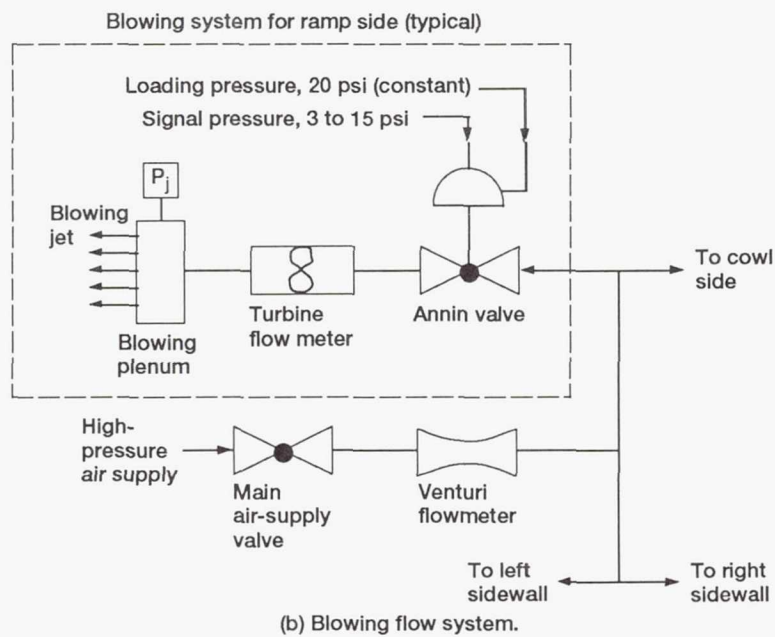 Blowing system for ramp side (typical)
Loading pressure, 20 psi (constant)
Signal pressure, 3 to 15 psi
Pj
Blowing
jet
Blowing
plenum
Turbine
flow meter
Annin valve
To cowl
side
High-
pressure
air supply
Main
air-supply
valve
Venturi
flowmeter
To left
sidewall
To right
sidewall
(b) Blowing flow system.